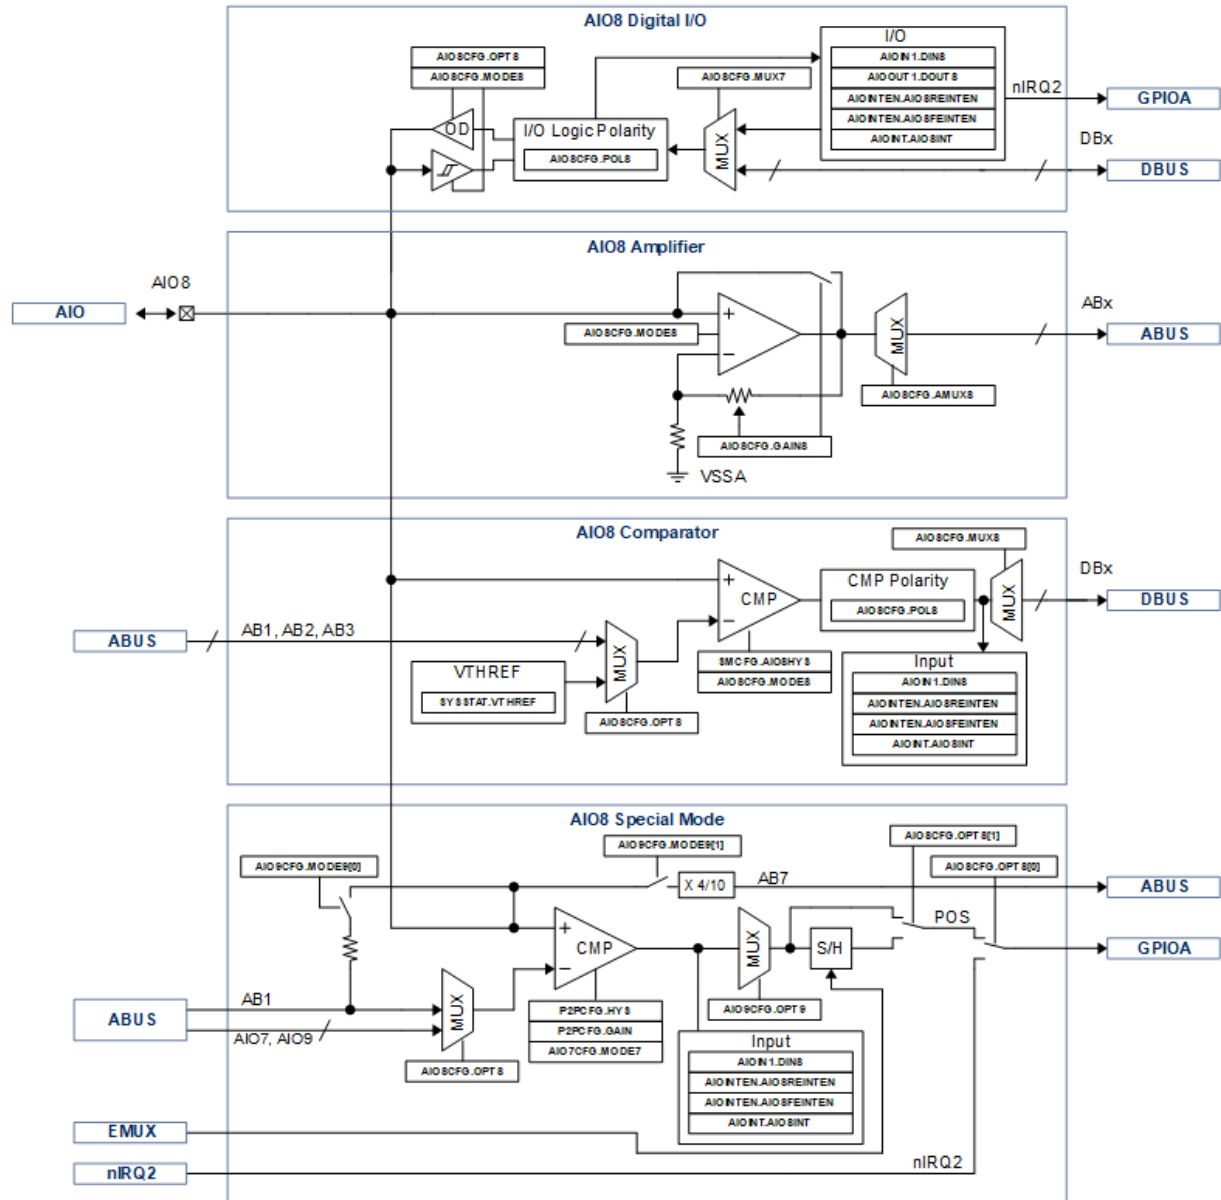 AIO8 Digital I/O
AIO8CFG.OPT8
AIO8CFG.MODE8
AIO8CFG.MUX7
I/O
AIOIN1.DIN8
AIOOUT1.DOUT8
AIOINTEN.AIO8REINTEN
AIOINTEN.AIO8FEINTEN
AIOINT.AIO8INT
nIRQ2
GPIOA
OD
I/O Logic Polarity
AIO8CFG.POL8
MUX
DBx
DBUS
AIO8 Amplifier
AIO8
AIO
AIO8CFG.MODE8
+
−
MUX
ABx
ABUS
AIO8CFG.AMUX8
AIO8CFG.GAIN8
VSSA
AIO8 Comparator
AIO8CFG.MUX8
+
−
CMP
CMP Polarity
AIO8CFG.POL8
MUX
DBx
DBUS
ABUS
AB1, AB2, AB3
MUX
VTHREF
SYSSTAT.VTHREF
SMCFG.AIO8HYS
AIO8CFG.MODE8
AIO8CFG.OPT8
Input
AIOIN1.DIN8
AIOINTEN.AIO8REINTEN
AIOINTEN.AIO8FEINTEN
AIOINT.AIO8INT
AIO8 Special Mode
AIO9CFG.MODE9[0]
AIO9CFG.MODE9[1]
AIO8CFG.OPT8[1]
AIO8CFG.OPT8[0]
X 4/10
AB7
ABUS
+
−
CMP
MUX
S/H
POS
GPIOA
ABUS
AB1
AIO7, AIO9
MUX
AIO8CFG.OPT8
P2PCFG.HYS
P2PCFG.GAIN
AIO7CFG.MODE7
AIO9CFG.OPT9
Input
AIOIN1.DIN8
AIOINTEN.AIO8REINTEN
AIOINTEN.AIO8FEINTEN
AIOINT.AIO8INT
EMUX
nIRQ2
nIRQ2